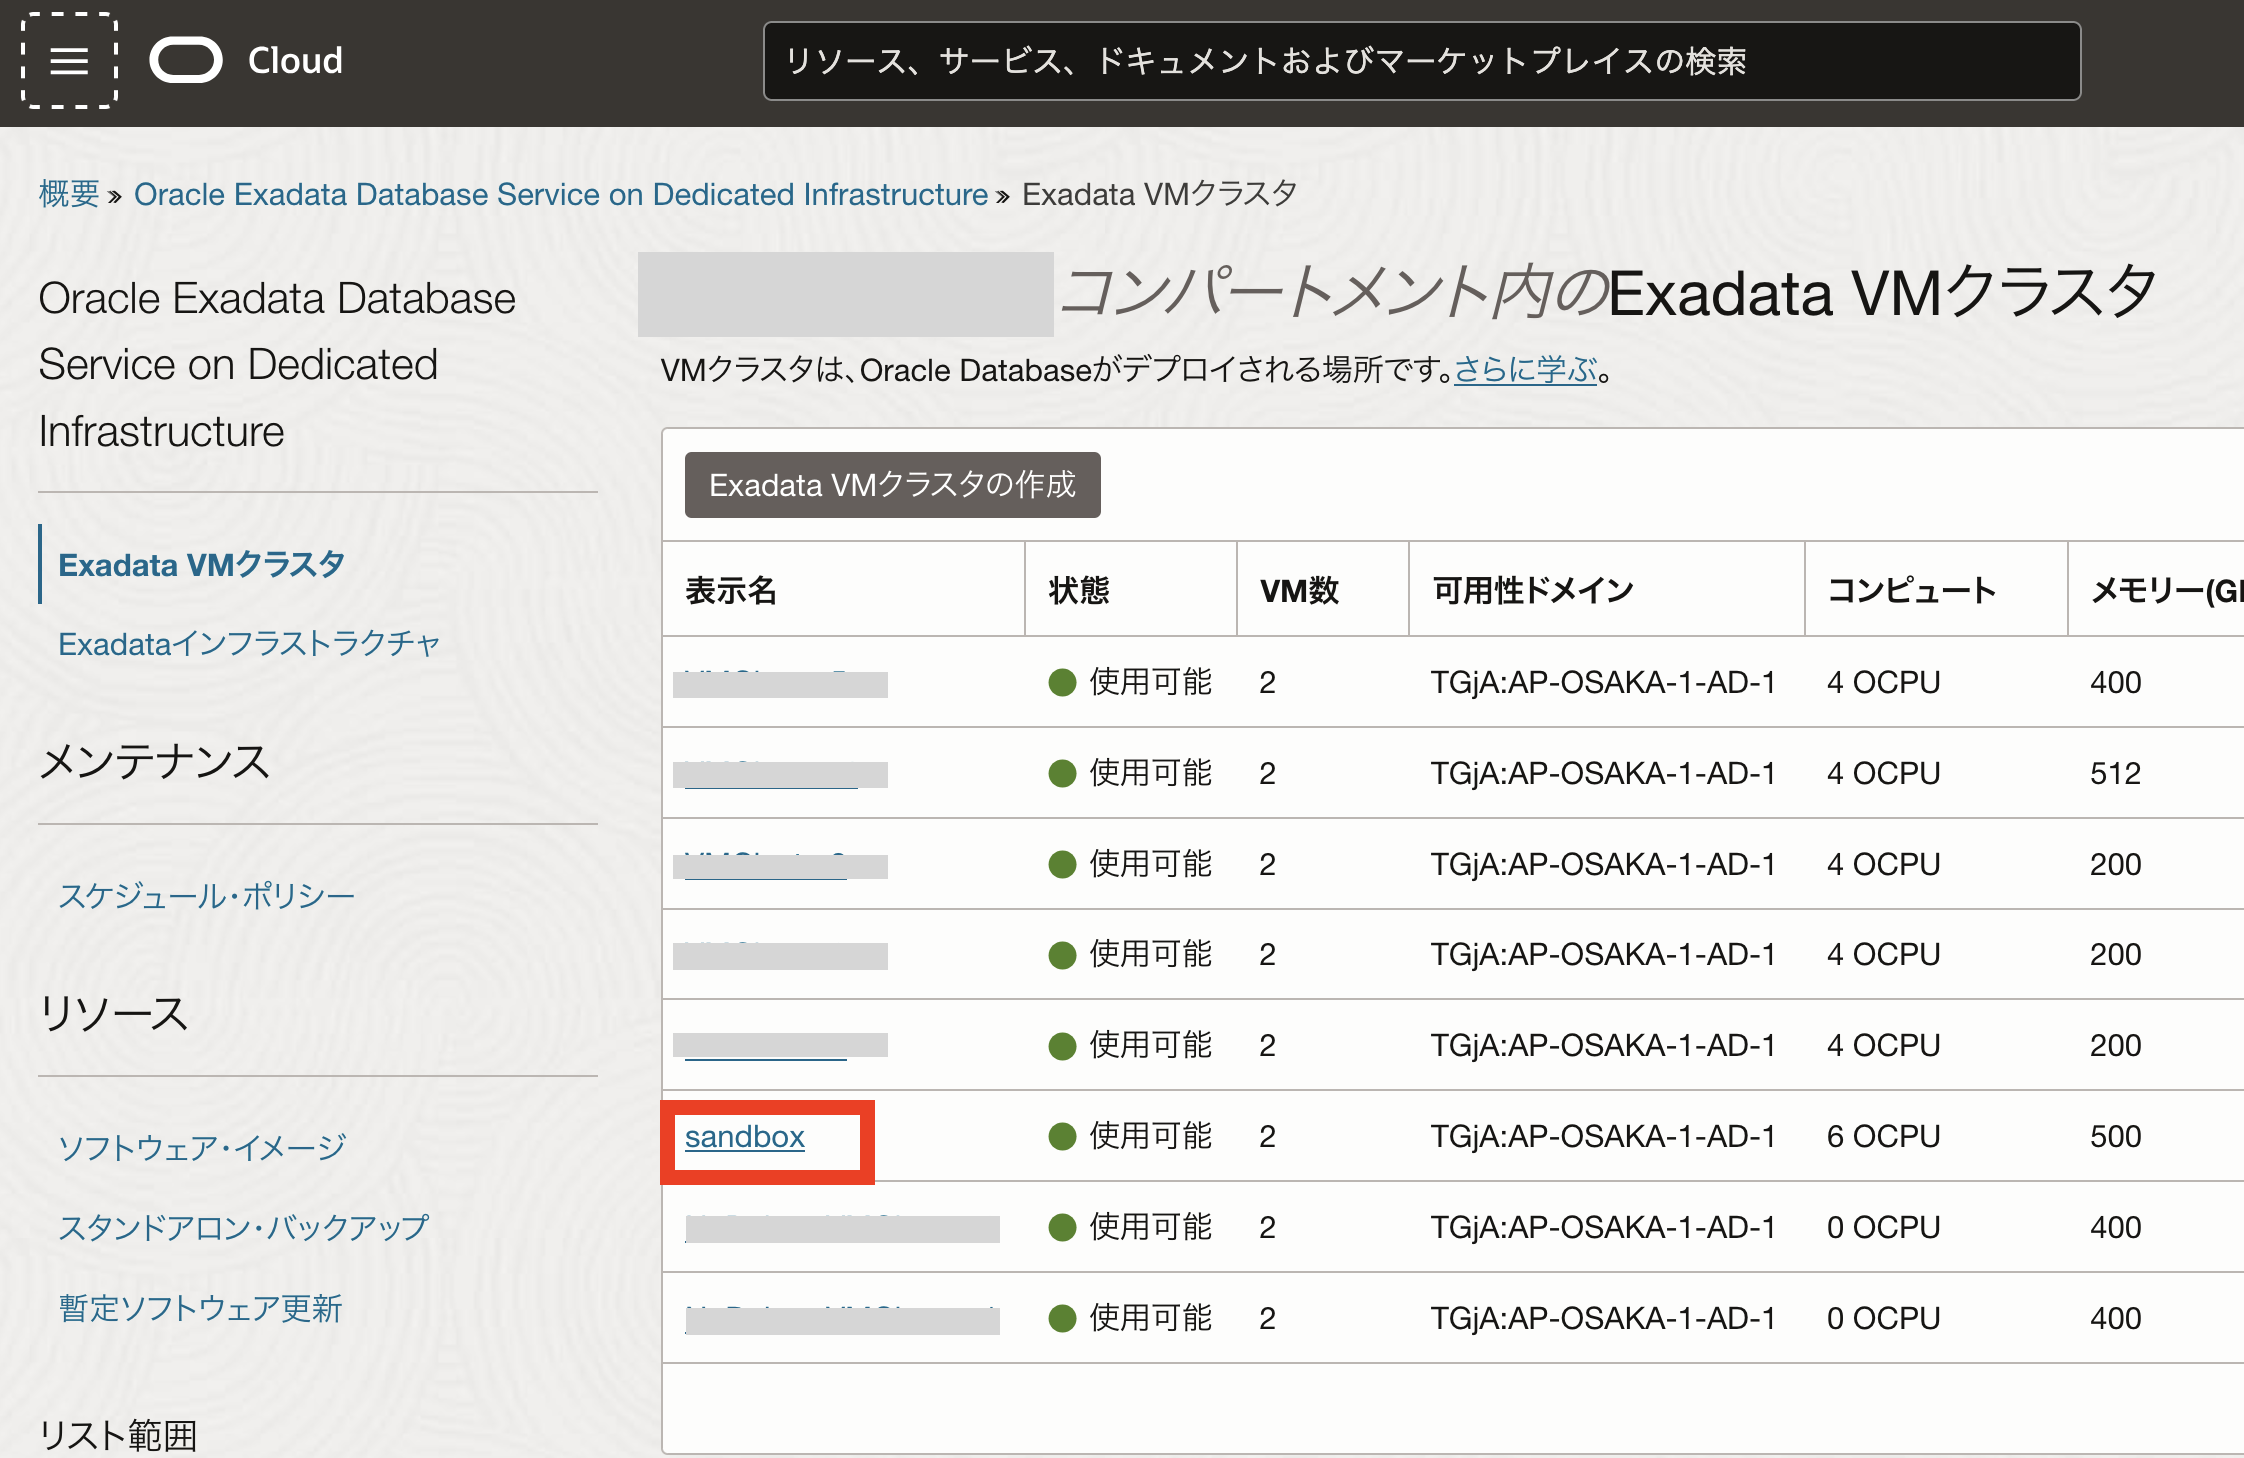 Cloud
リソース、サービス、ドキュメントおよびマーケットプレイスの検索
概要 » Oracle Exadata Database Service on Dedicated Infrastructure » Exadata VMクラスタ
Oracle Exadata Database
Service on Dedicated
Infrastructure
Exadata VMクラスタ
Exadataインフラストラクチャ
メンテナンス
スケジュール・ポリシー
リソース
ソフトウェア・イメージ
スタンドアロン・バックアップ
暫定ソフトウェア更新
リスト範囲
コンパートメント内のExadata VMクラスタ
VMクラスタは、Oracle Databaseがデプロイされる場所です。さらに学ぶ。
Exadata VMクラスタの作成
表示名 状態 VM数 可用性ドメイン コンピュート メモリー(G
使用可能 2 TGjA:AP-OSAKA-1-AD-1 4 OCPU 400
使用可能 2 TGjA:AP-OSAKA-1-AD-1 4 OCPU 512
使用可能 2 TGjA:AP-OSAKA-1-AD-1 4 OCPU 200
使用可能 2 TGjA:AP-OSAKA-1-AD-1 4 OCPU 200
使用可能 2 TGjA:AP-OSAKA-1-AD-1 4 OCPU 200
sandbox 使用可能 2 TGjA:AP-OSAKA-1-AD-1 6 OCPU 500
使用可能 2 TGjA:AP-OSAKA-1-AD-1 0 OCPU 400
使用可能 2 TGjA:AP-OSAKA-1-AD-1 0 OCPU 400